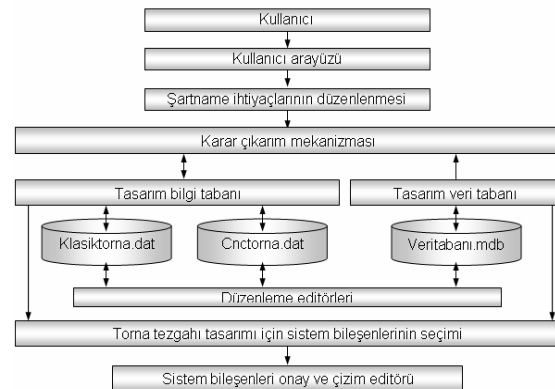 Kullanıcı
Kullanıcı arayüzü
Şartname ihtiyaçlarının düzenlenmesi
Karar çıkarım mekanizması
Tasarım bilgi tabanı
Tasarım veri tabanı
Klasiktorna.dat
Cnctorna.dat
Veritabanı.mdb
Düzenleme editörleri
Torna tezgahı tasarımı için sistem bileşenlerinin seçimi
Sistem bileşenleri onay ve çizim editörü